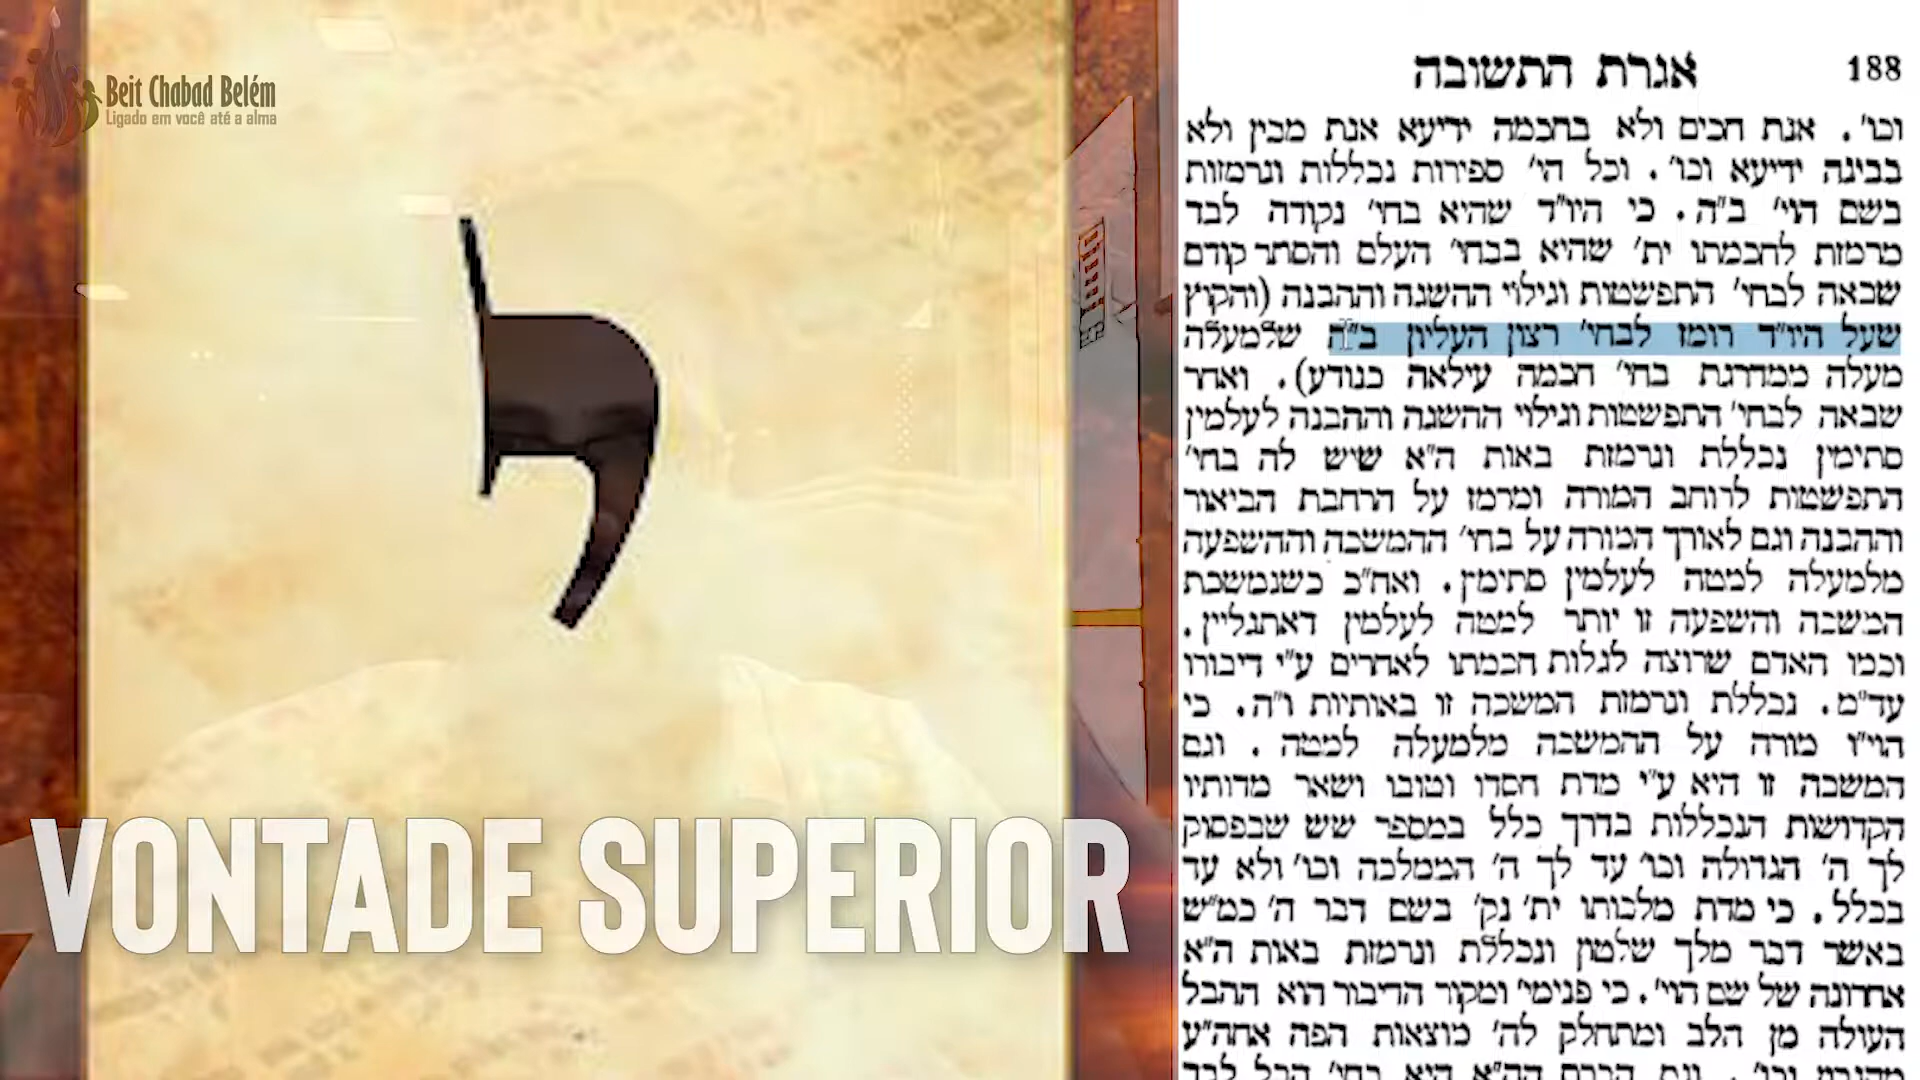 Beit Chabad Belém
Ligado em você até a alma
י
VONTADE SUPERIOR
188
אגרת התשובה
וכו'. אנת חכים ולא בחכמה ידיעא אנת מבין ולא
בבינה ידיעא וכו'. וכל הי' ספירות נכללות ונרמזות
בשם הוי' ב"ה. כי היו"ד שהיא בחי' נקודה לבד
מרמזת לחכמתו ית' שהיא בבחי' העלם והסתר קודם
שבאה לבחי' התפשטות וגילוי ההשגה וההבנה (והקוץ
שעל היו"ד רומז לבחי' רצון העליון ב"ה שלמעלה
מעלה ממדרגת בחי' חכמה עילאה כנודע). ואחר
שבאה לבחי' התפשטות וגילוי ההשגה וההבנה לעלמין
סתימין נכללת ונרמזת באות ה"א שיש לה בחי'
התפשטות לרוחב המורה ומרמז על הרחבת הביאור
וההבנה וגם לאורך המורה על בחי' ההמשכה וההשפעה
מלמעלה למטה לעלמין סתימין. ואח"כ כשנמשכת
המשכה והשפעה זו יותר למטה לעלמין דאתגליין.
וכמו האדם שרוצה לגלות חכמתו לאחרים ע"י דיבורו
עד"מ. נכללת ונרמזת המשכה זו באותיות ו"ה. כי
הוי"ו מורה על ההמשכה מלמעלה למטה. וגם
המשכה זו היא ע"י מדת חסדו וטובו ושאר מדותיו
הקדושות הנכללות בדרך כלל במספר שש שבפסוק
לך ה' הגדולה וכו' עד לך ה' הממלכה וכו' ולא עד
בכלל. כי מדת מלכותו ית' נק' בשם דבר ה' כמ"ש
באשר דבר מלך שלטון ונכללת ונרמזת באות ה"א
אחרונה של שם הוי'. כי פנימי' ומקור הדיבור הוא ההבל
העולה מן הלב ומתחלק לה' מוצאות הפה אחה"ע
מהגרון וכו'. וגם הברת הה"א היא בחי' הבל לבד